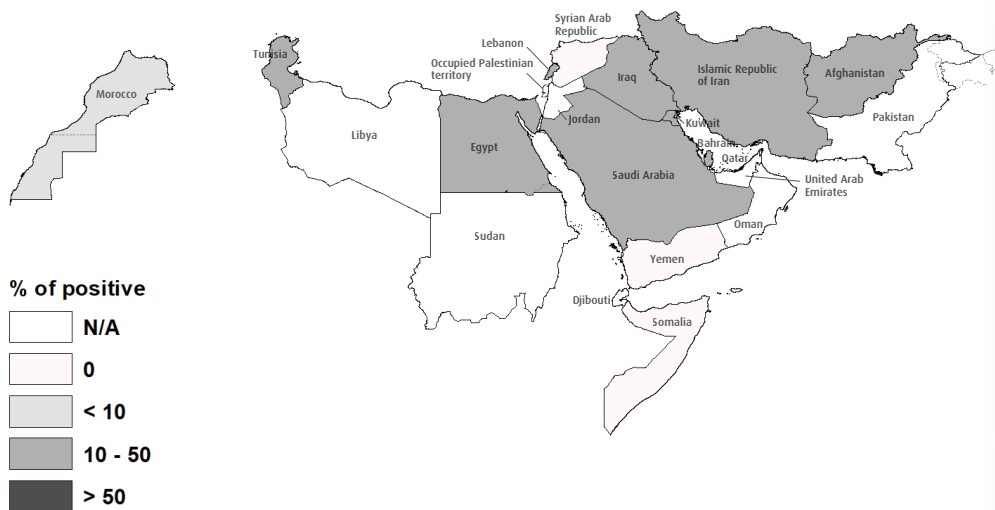 Syrian Arab
Republic
Lebanon
Occupied Palestinian
territory
Tunisia
Morocco
Libya
Egypt
Jordan
Iraq
Islamic Republic
of Iran
Afghanistan
Pakistan
Kuwait
Bahrain
Qatar
Saudi Arabia
United Arab
Emirates
Oman
Sudan
Yemen
Djibouti
Somalia
% of positive
N/A
0
< 10
10 - 50
> 50